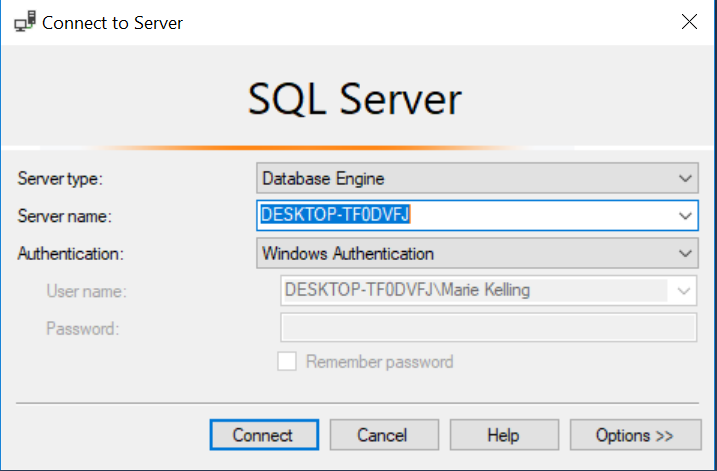 Connect to Server
SQL Server
Server type: Database Engine
Server name: DESKTOP-TF0DVFJ
Authentication: Windows Authentication
User name: DESKTOP-TF0DVFJ\Marie Kelling
Password:
Remember password
Connect Cancel Help Options >>